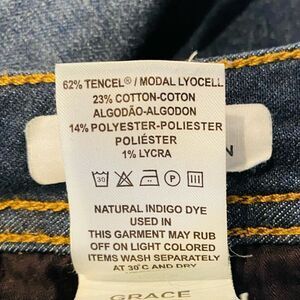 62% TENCEL® / MODAL LYOCELL
23% COTTON-COTON
ALGODÃO-ALGODON
14% POLYESTER-POLIESTER
POLIÉSTER
1% LYCRA
30
P
NATURAL INDIGO DYE
USED IN
THIS GARMENT MAY RUB
OFF ON LIGHT COLORED
ITEMS WASH SEPARATELY
AT 30°C AND DRY
GRACE